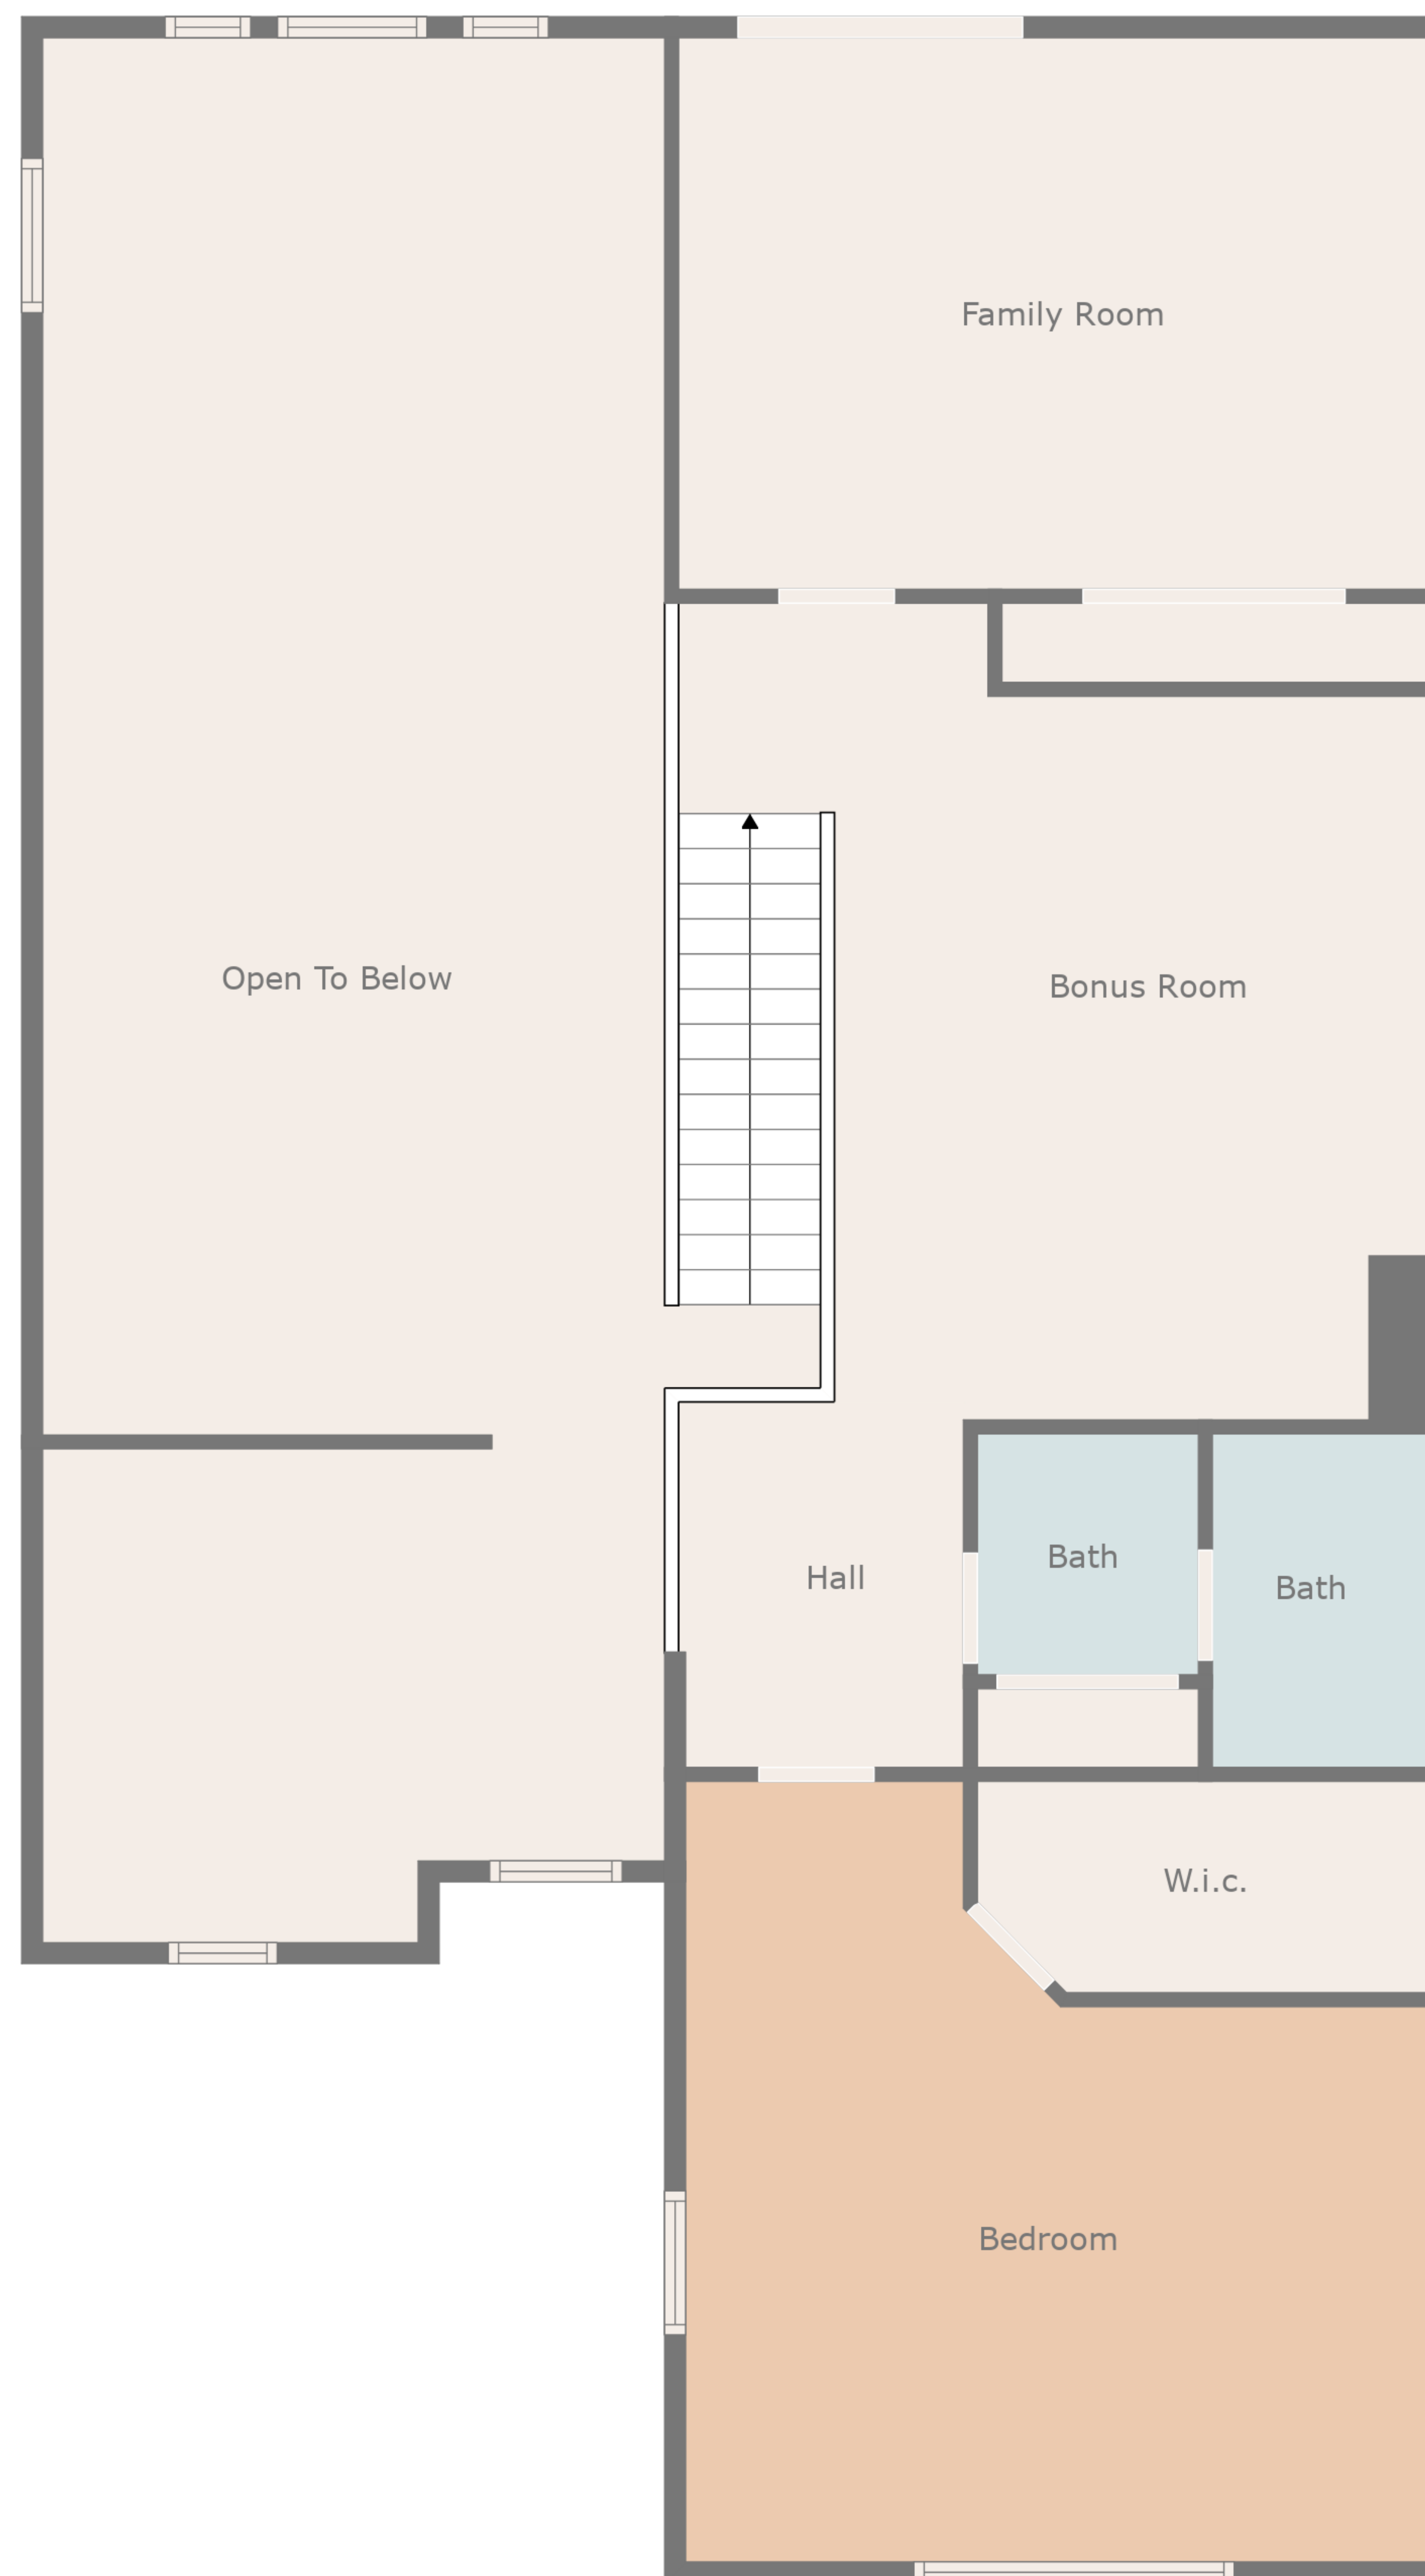 Family Room
Open To Below
Bonus Room
Bath
Hall
Bath
W.i.c.
Bedroom